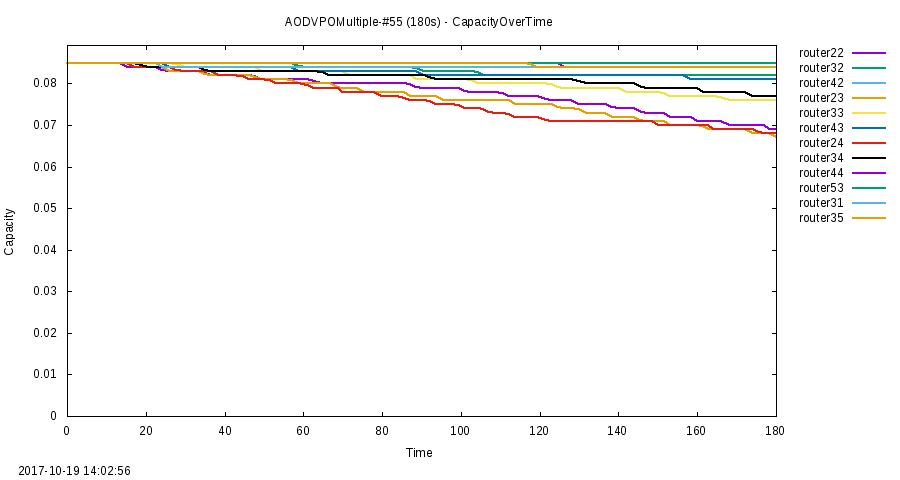 AODVPOMultiple-#55 (180s) - CapacityOverTime
router22
router32
router42
router23
router33
router43
router24
router34
router44
router53
router31
router35
0.08
0.07
0.06
0.05
0.04
0.03
0.02
0.01
0
Capacity
0 20 40 60 80 100 120 140 160 180
Time
2017-10-19 14:02:56